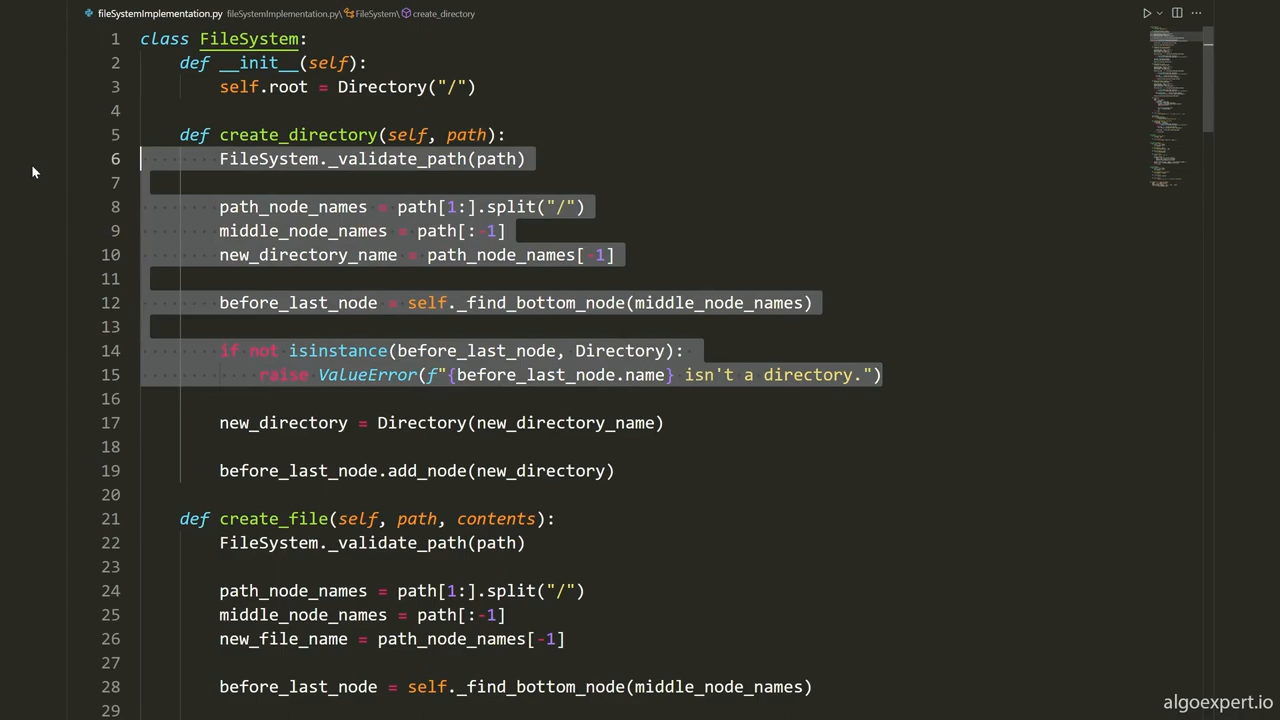 fileSystemImplementation.py fileSystemImplementation.py\ FileSystem\ create_directory
1 class FileSystem:
2 def __init__(self):
3 self.root = Directory("/")
4
5 def create_directory(self, path):
6 FileSystem._validate_path(path)
7
8 path_node_names = path[1:].split("/")
9 middle_node_names = path[:-1]
10 new_directory_name = path_node_names[-1]
11
12 before_last_node = self._find_bottom_node(middle_node_names)
13
14 if not isinstance(before_last_node, Directory):
15 raise ValueError(f"{before_last_node.name} isn't a directory.")
16
17 new_directory = Directory(new_directory_name)
18
19 before_last_node.add_node(new_directory)
20
21 def create_file(self, path, contents):
22 FileSystem._validate_path(path)
23
24 path_node_names = path[1:].split("/")
25 middle_node_names = path[:-1]
26 new_file_name = path_node_names[-1]
27
28 before_last_node = self._find_bottom_node(middle_node_names)
29
algoexpert.io